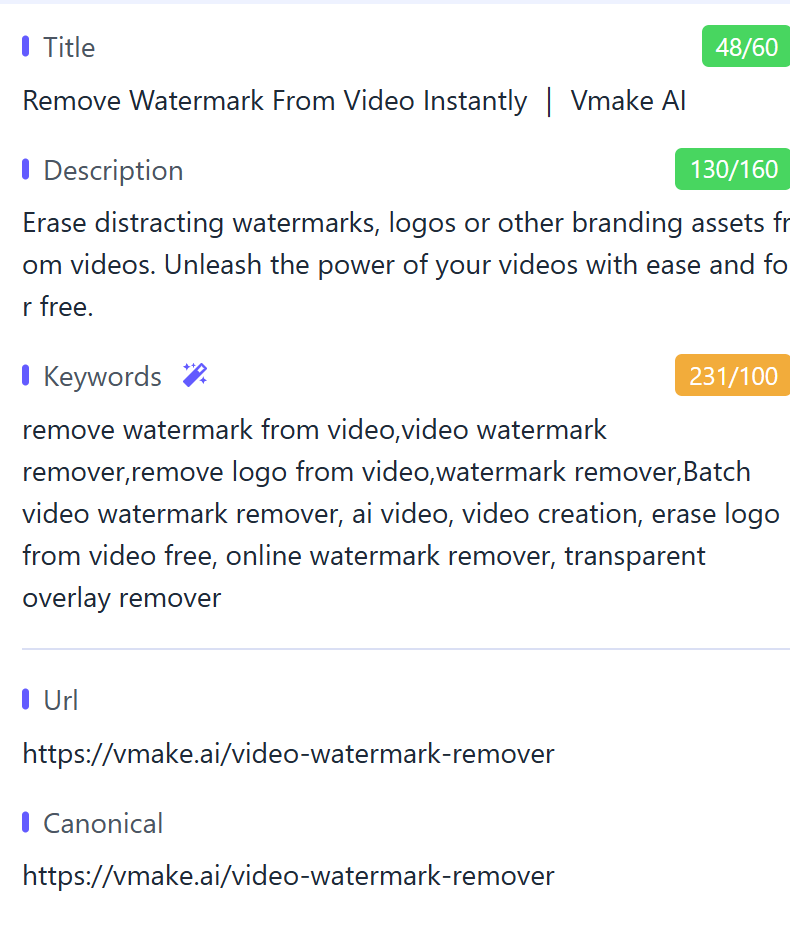 Title
48/60
Remove Watermark From Video Instantly ｜ Vmake AI
Description
130/160
Erase distracting watermarks, logos or other branding assets fr
om videos. Unleash the power of your videos with ease and fo
r free.
Keywords
231/100
remove watermark from video,video watermark
remover,remove logo from video,watermark remover,Batch
video watermark remover, ai video, video creation, erase logo
from video free, online watermark remover, transparent
overlay remover
Url
https://vmake.ai/video-watermark-remover
Canonical
https://vmake.ai/video-watermark-remover